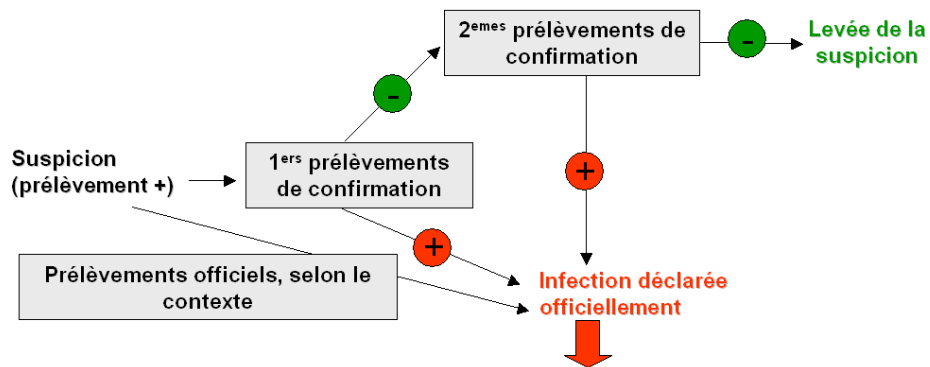 2emes prélèvements de
confirmation
-
Levée de la
suspicion
-
1ers prélèvements
de confirmation
Suspicion
(prélèvement +)
+
+
Prélèvements officiels, selon le
contexte
Infection déclarée
officiellement